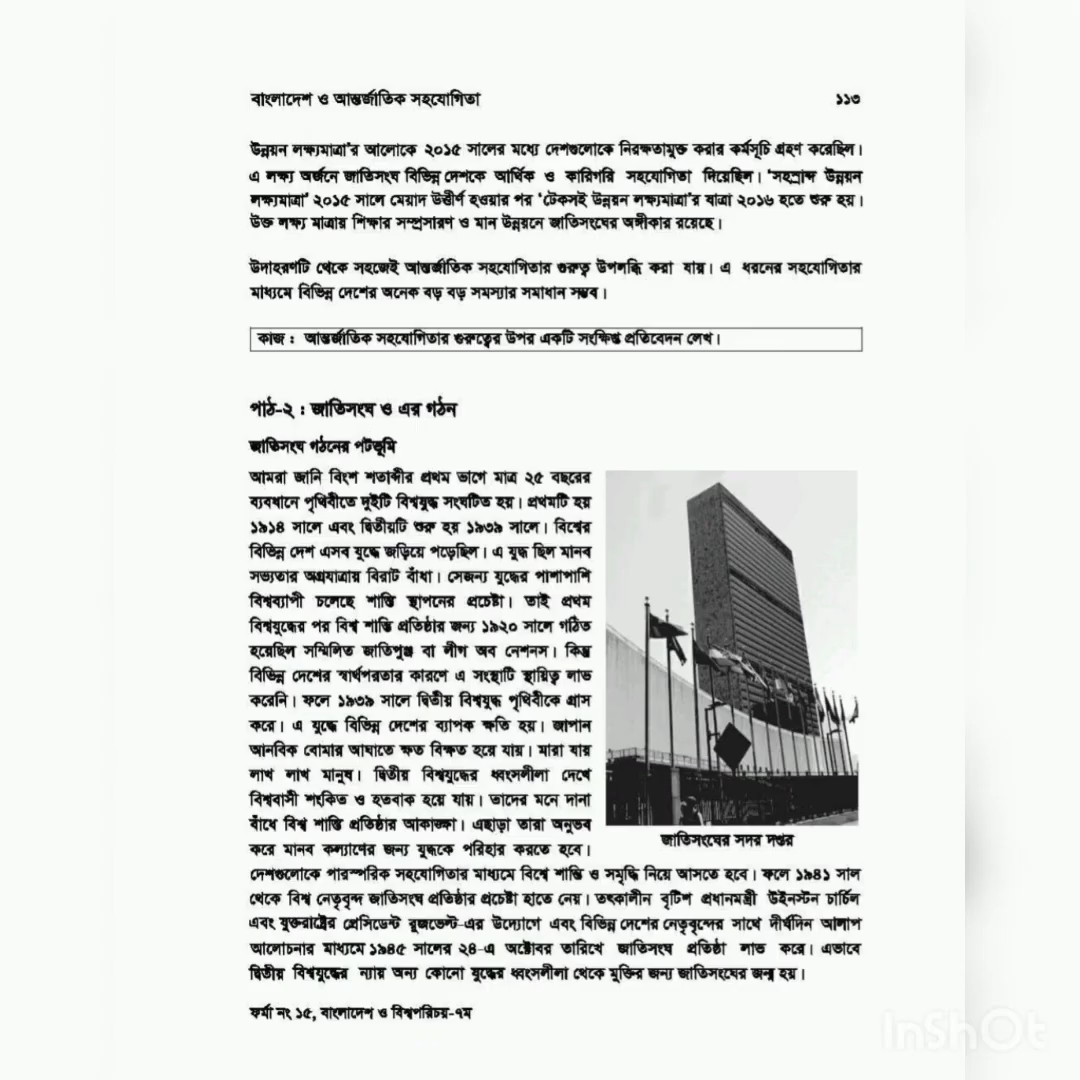 বাংলাদেশ ও আন্তর্জাতিক সহযোগিতা ১১৩
উন্নয়ন লক্ষ্যমাত্রা'র আলোকে ২০১৫ সালের মধ্যে দেশগুলোকে নিরক্ষতামুক্ত করার কর্মসূচি গ্রহণ করেছিল।
এ লক্ষ্য অর্জনে জাতিসংঘ বিভিন্ন দেশকে আর্থিক ও কারিগরি সহযোগিতা দিয়েছিল। 'সহস্রাব্দ উন্নয়ন
লক্ষ্যমাত্রা' ২০১৫ সালে মেয়াদ উত্তীর্ণ হওয়ার পর 'টেকসই উন্নয়ন লক্ষ্যমাত্রা'র যাত্রা ২০১৬ হতে শুরু হয়।
উক্ত লক্ষ্য মাত্রায় শিক্ষার সম্প্রসারণ ও মান উন্নয়নে জাতিসংঘের অঙ্গীকার রয়েছে।
উদাহরণটি থেকে সহজেই আন্তর্জাতিক সহযোগিতার গুরুত্ব উপলব্ধি করা যায়। এ ধরনের সহযোগিতার
মাধ্যমে বিভিন্ন দেশের অনেক বড় বড় সমস্যার সমাধান সম্ভব।
কাজ : আন্তর্জাতিক সহযোগিতার গুরুত্বের উপর একটি সংক্ষিপ্ত প্রতিবেদন লেখ।
পাঠ-২ : জাতিসংঘ ও এর গঠন
জাতিসংঘ গঠনের পটভূমি
আমরা জানি বিংশ শতাব্দীর প্রথম ভাগে মাত্র ২৫ বছরের
ব্যবধানে পৃথিবীতে দুইটি বিশ্বযুদ্ধ সংঘটিত হয়। প্রথমটি হয়
১৯১৪ সালে এবং দ্বিতীয়টি শুরু হয় ১৯৩৯ সালে। বিশ্বের
বিভিন্ন দেশ এসব যুদ্ধে জড়িয়ে পড়েছিল। এ যুদ্ধ ছিল মানব
সভ্যতার অগ্রযাত্রায় বিরাট বাঁধা। সেজন্য যুদ্ধের পাশাপাশি
বিশ্বব্যাপী চলেছে শান্তি স্থাপনের প্রচেষ্টা। তাই প্রথম
বিশ্বযুদ্ধের পর বিশ্ব শান্তি প্রতিষ্ঠার জন্য ১৯২০ সালে গঠিত
হয়েছিল সম্মিলিত জাতিপুঞ্জ বা লীগ অব নেশনস। কিন্তু
বিভিন্ন দেশের স্বার্থপরতার কারণে এ সংস্থাটি স্থায়িত্ব লাভ
করেনি। ফলে ১৯৩৯ সালে দ্বিতীয় বিশ্বযুদ্ধ পৃথিবীকে গ্রাস
করে। এ যুদ্ধে বিভিন্ন দেশের ব্যাপক ক্ষতি হয়। জাপান
আনবিক বোমার আঘাতে ক্ষত বিক্ষত হয়ে যায়। মারা যায়
লাখ লাখ মানুষ। দ্বিতীয় বিশ্বযুদ্ধের ধ্বংসলীলা দেখে
বিশ্ববাসী শংকিত ও হতবাক হয়ে যায়। তাদের মনে দানা
বাঁধে বিশ্ব শান্তি প্রতিষ্ঠার আকাঙ্ক্ষা। এছাড়া তারা অনুভব
করে মানব কল্যাণের জন্য যুদ্ধকে পরিহার করতে হবে।
জাতিসংঘের সদর দপ্তর
দেশগুলোকে পারস্পরিক সহযোগিতার মাধ্যমে বিশ্বে শান্তি ও সমৃদ্ধি নিয়ে আসতে হবে। ফলে ১৯৪১ সাল
থেকে বিশ্ব নেতৃবৃন্দ জাতিসংঘ প্রতিষ্ঠার প্রচেষ্টা হাতে নেয়। তৎকালীন বৃটিশ প্রধানমন্ত্রী উইনস্টন চার্চিল
এবং যুক্তরাষ্ট্রের প্রেসিডেন্ট রুজভেল্ট-এর উদ্যোগে এবং বিভিন্ন দেশের নেতৃবৃন্দের সাথে দীর্ঘদিন আলাপ
আলোচনার মাধ্যমে ১৯৪৫ সালের ২৪-এ অক্টোবর তারিখে জাতিসংঘ প্রতিষ্ঠা লাভ করে। এভাবে
দ্বিতীয় বিশ্বযুদ্ধের ন্যায় অন্য কোনো যুদ্ধের ধ্বংসলীলা থেকে মুক্তির জন্য জাতিসংঘের জন্ম হয়।
ফর্মা নং ১৫, বাংলাদেশ ও বিশ্বপরিচয়-৭ম
InShOt